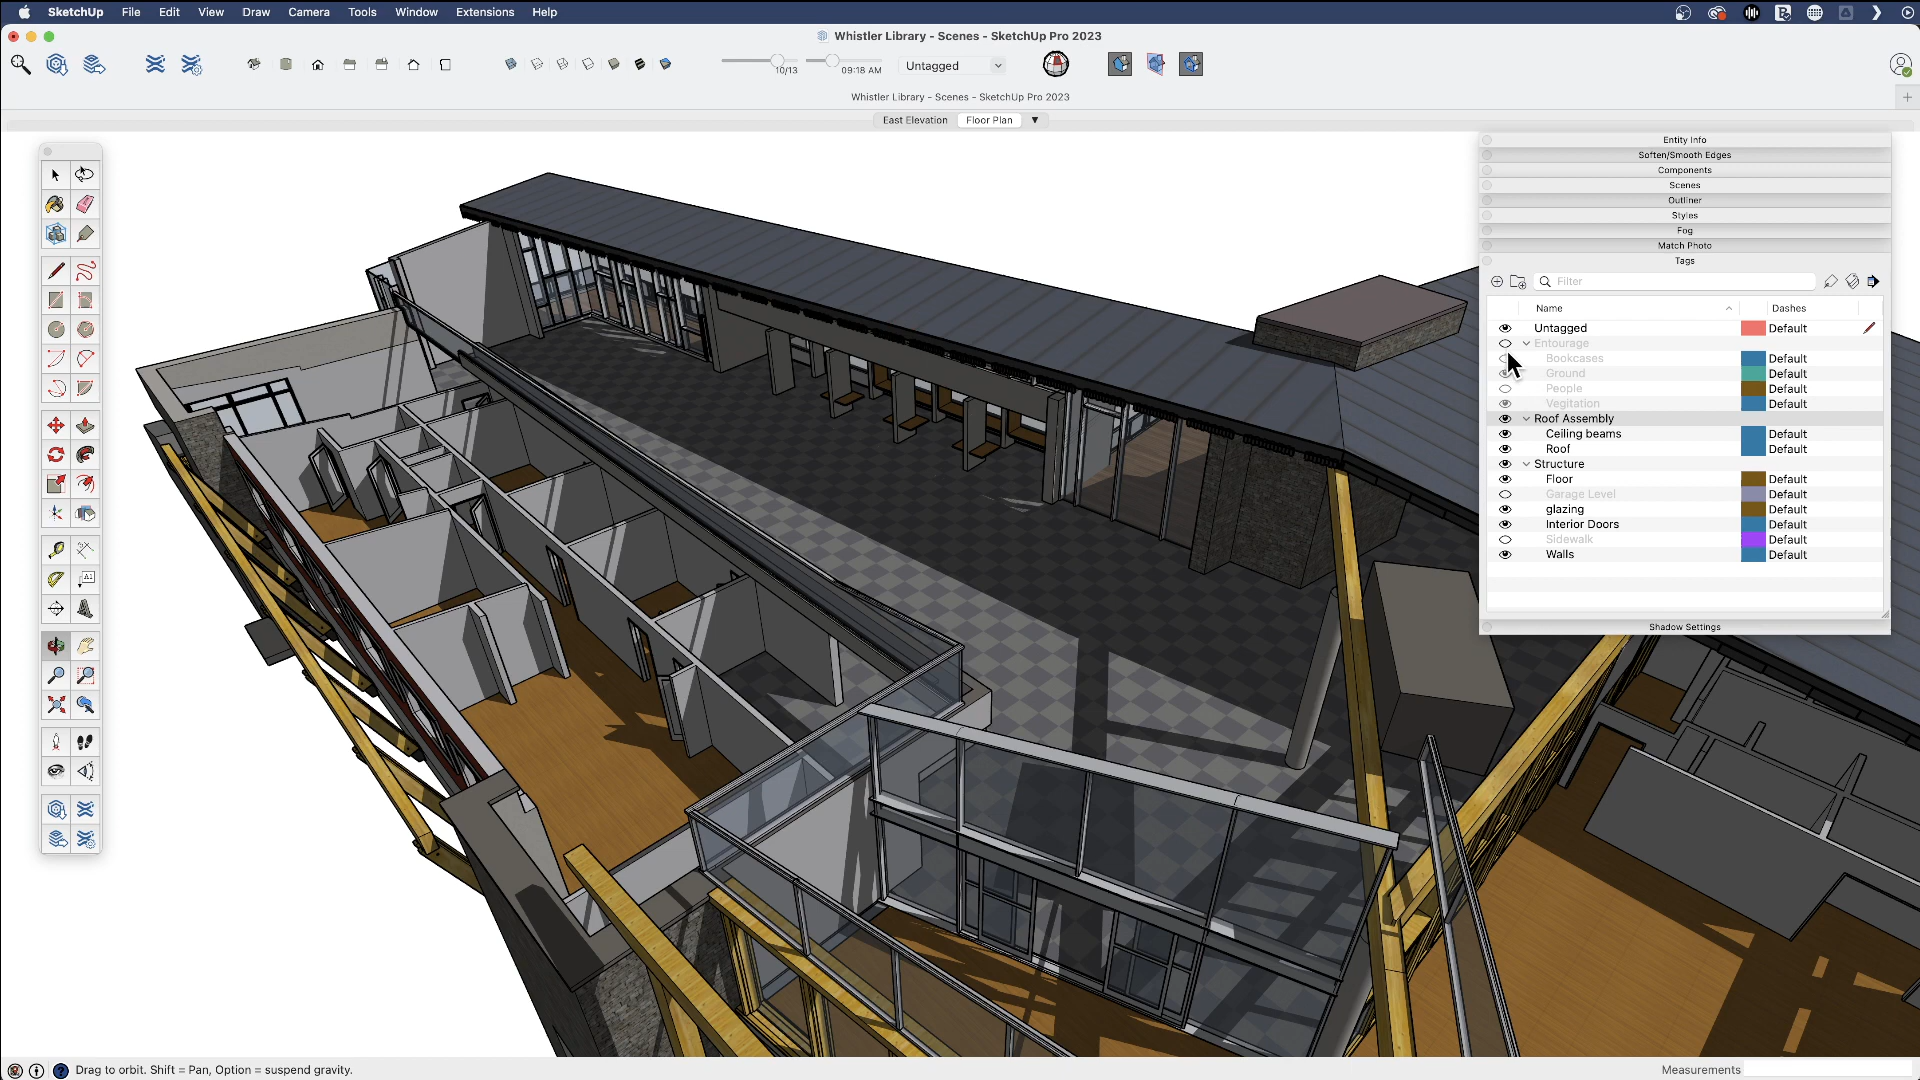 SketchUp File Edit View Draw Camera Tools Window Extensions Help
Whistler Library - Scenes - SketchUp Pro 2023
10/13
09:18 AM
Untagged
Whistler Library - Scenes - SketchUp Pro 2023
East Elevation Floor Plan
Entity Info
Soften/Smooth Edges
Components
Scenes
Outliner
Styles
Fog
Match Photo
Tags
Filter
Name Dashes
Untagged Default
Entourage
Bookcases Default
Ground Default
People Default
Vegitation Default
Roof Assembly
Ceiling beams Default
Roof Default
Structure
Floor Default
Garage Level Default
glazing Default
Interior Doors Default
Sidewalk Default
Walls Default
Shadow Settings
Drag to orbit. Shift = Pan, Option = suspend gravity.
Measurements